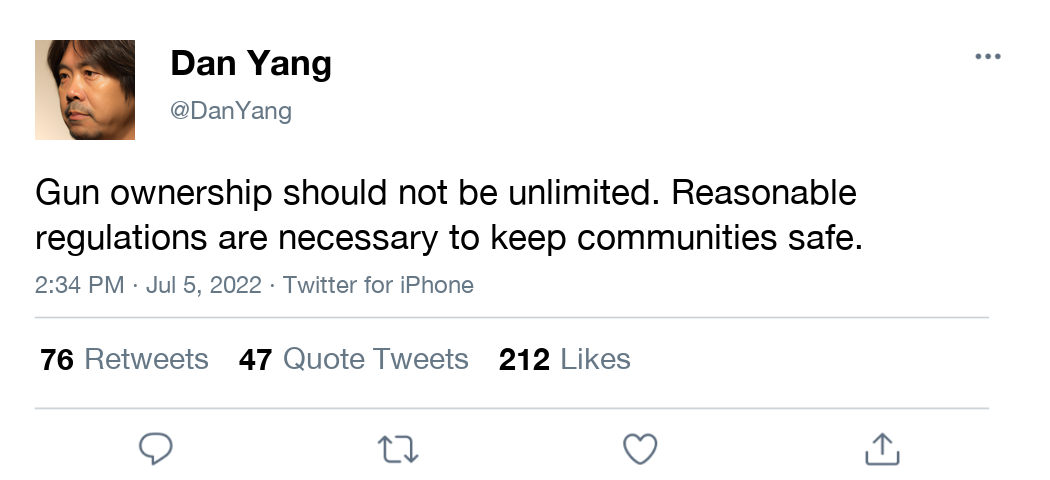 Dan Yang
@DanYang
Gun ownership should not be unlimited. Reasonable
regulations are necessary to keep communities safe.
2:34 PM · Jul 5, 2022 · Twitter for iPhone
76 Retweets 47 Quote Tweets 212 Likes